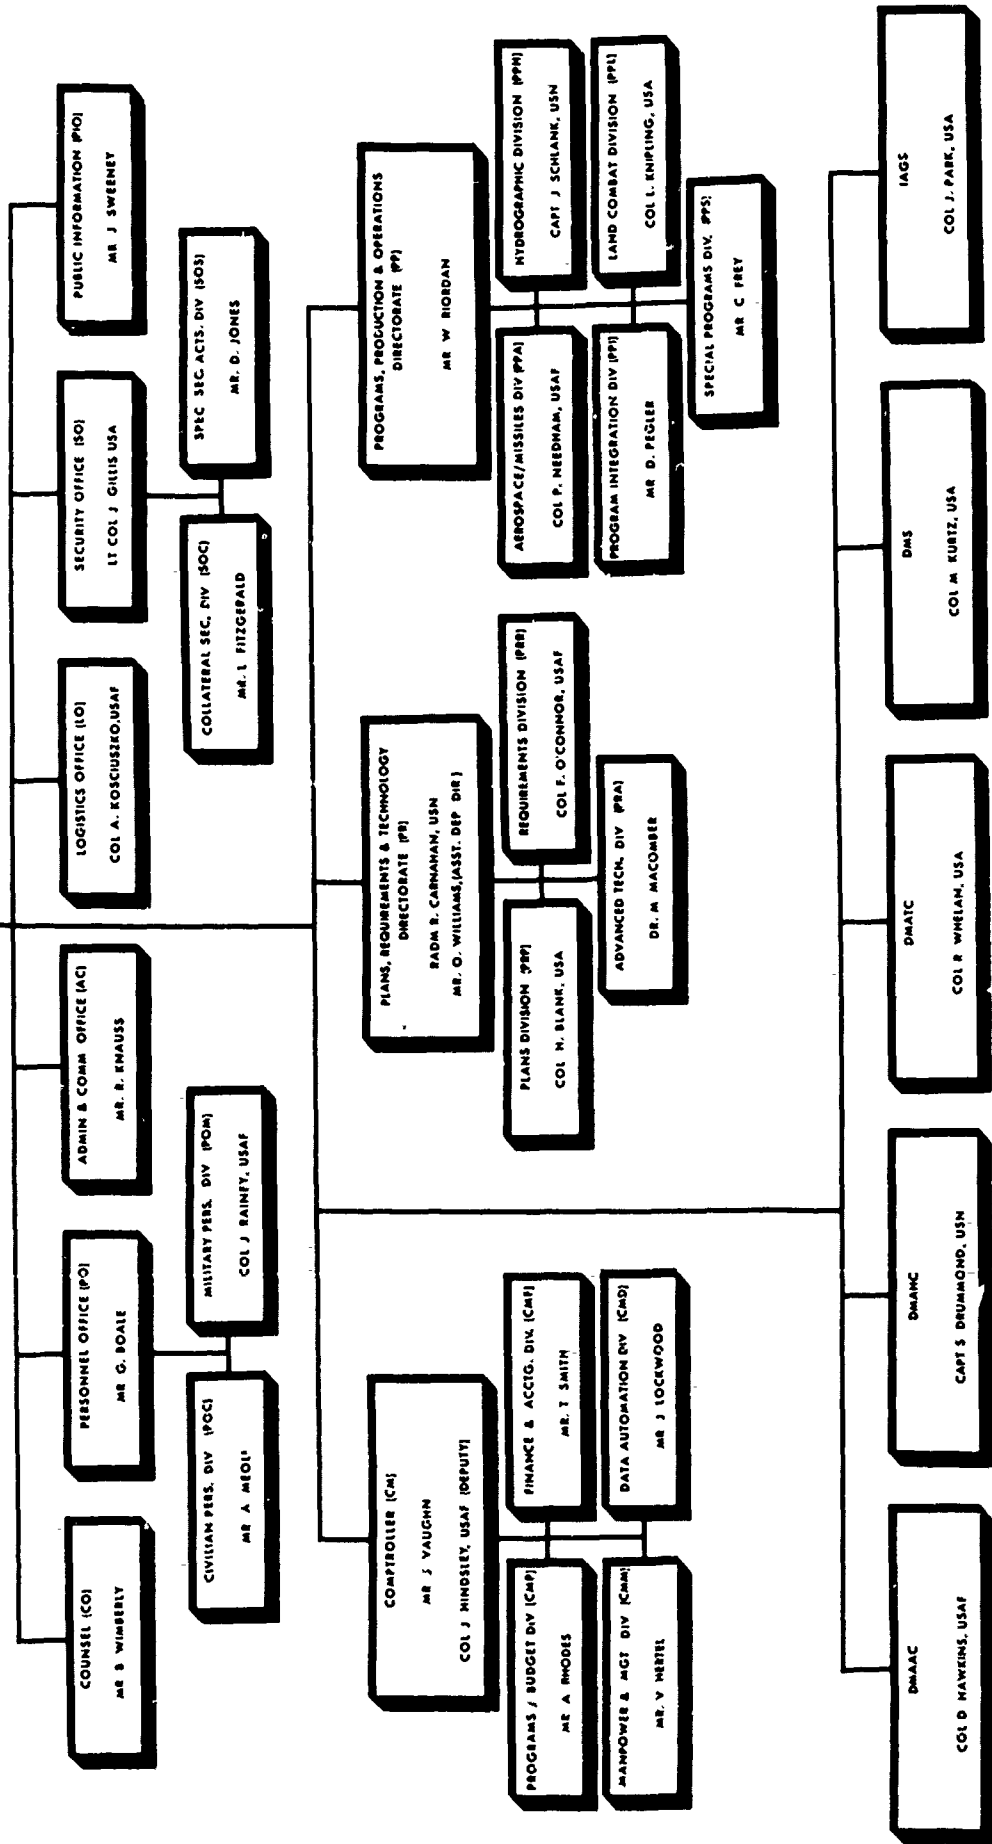 COUNSEL (CO)
MR B WIMBERLY
PERSONNEL OFFICE (PO)
MR G. BOALE
ADMIN & COMM OFFICE (AC)
MR. R. KNAUSS
LOGISTICS OFFICE (LO)
COL A. KOSCIUSZKO, USAF
SECURITY OFFICE (SO)
LT COL J GILLIS USA
PUBLIC INFORMATION (PIO)
MR J SWEENEY
CIVILIAN PERS. DIV (POC)
MR A MEOLI
MILITARY PERS. DIV (POM)
COL J RAINEY, USAF
COLLATERAL SEC. DIV (SOC)
MR. L FITZGERALD
SPEC SEC. ACTS. DIV (SOS)
MR. D. JONES
COMPTROLLER (CM)
MR S VAUGHN
COL J HINDSLEY, USAF (DEPUTY)
PLANS, REQUIREMENTS & TECHNOLOGY
DIRECTORATE (PR)
RADM R. CARNAHAN, USN
MR. O. WILLIAMS, (ASST. DEP DIR)
PROGRAMS, PRODUCTION & OPERATIONS
DIRECTORATE (PP)
MR W RIORDAN
PROGRAMS / BUDGET DIV (CMP)
MR A RHODES
FINANCE & ACCTG. DIV. (CMF)
MR. T SMITH
MANPOWER & MGT DIV (CMM)
MR. V HERTEL
DATA AUTOMATION DIV (CMD)
MR J LOCKWOOD
PLANS DIVISION (PRP)
COL H. BLANK, USA
REQUIREMENTS DIVISION (PRR)
COL F. O'CONNOR, USAF
ADVANCED TECH. DIV (PRA)
DR. M MACOMBER
AEROSPACE/MISSILES DIV (PPA)
COL P. NEEDHAM, USAF
HYDROGRAPHIC DIVISION (PPH)
CAPT J SCHLANK, USN
PROGRAM INTEGRATION DIV (PPI)
MR D. PEGLER
LAND COMBAT DIVISION (PPL)
COL L. KNIPLING, USA
SPECIAL PROGRAMS DIV. (PPS)
MR C FREY
DMAAC
COL D HAWKINS, USAF
DMAHC
CAPT S DRUMMOND, USN
DMATC
COL R WHELAN, USA
DMS
COL M KURTZ, USA
IAGS
COL J. PARK, USA